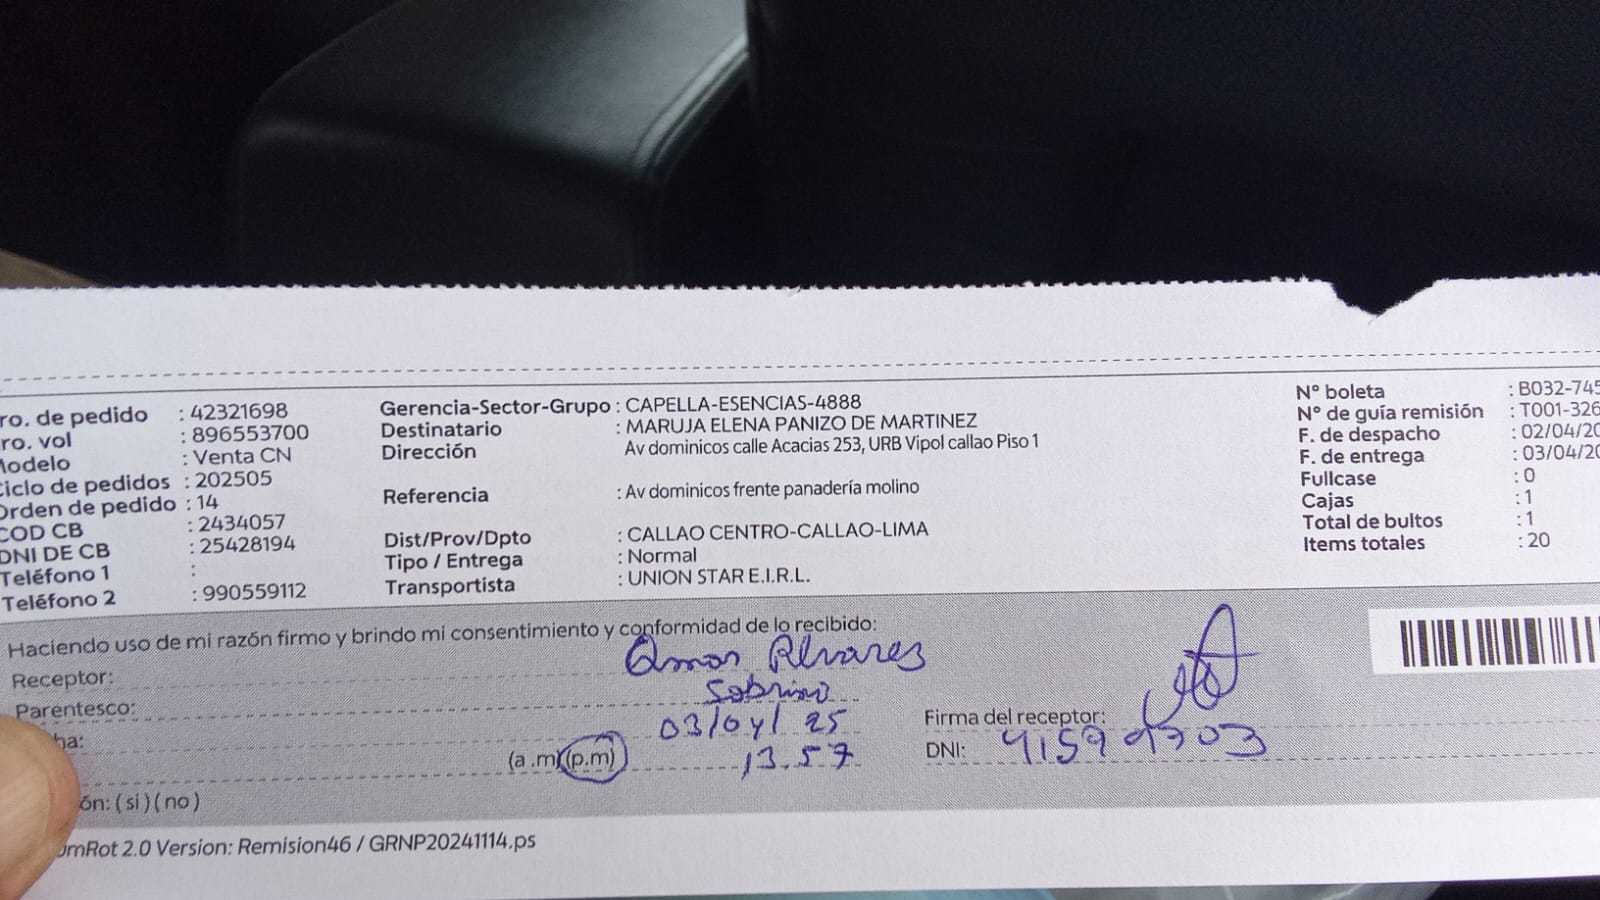 ro. de pedido : 42321698
ro. vol : 896553700
Modelo : Venta CN
Ciclo de pedidos : 202505
Orden de pedido : 14
COD CB : 2434057
DNI DE CB : 25428194
Teléfono 1 :
Teléfono 2 : 990559112
Gerencia-Sector-Grupo : CAPELLA-ESENCIAS-4888
Destinatario : MARUJA ELENA PANIZO DE MARTINEZ
Dirección Av dominicos calle Acacias 253, URB Vipol callao Piso 1
Referencia : Av dominicos frente panadería molino
Dist/Prov/Dpto : CALLAO CENTRO-CALLAO-LIMA
Tipo / Entrega : Normal
Transportista : UNION STAR E.I.R.L.
N° boleta : B032-745
N° de guía remisión : T001-326
F. de despacho : 02/04/20
F. de entrega : 03/04/20
Fullcase : 0
Cajas : 1
Total de bultos : 1
Items totales : 20
Haciendo uso de mi razón firmo y brindo mi consentimiento y conformidad de lo recibido:
Receptor: Omar Alvarez
Parentesco: Sobrino
ha: 03/04/25
(a.m)(p.m) 13.57
ón: (si)(no)
Firma del receptor:
DNI:
omRot 2.0 Version: Remision46 / GRNP20241114.ps